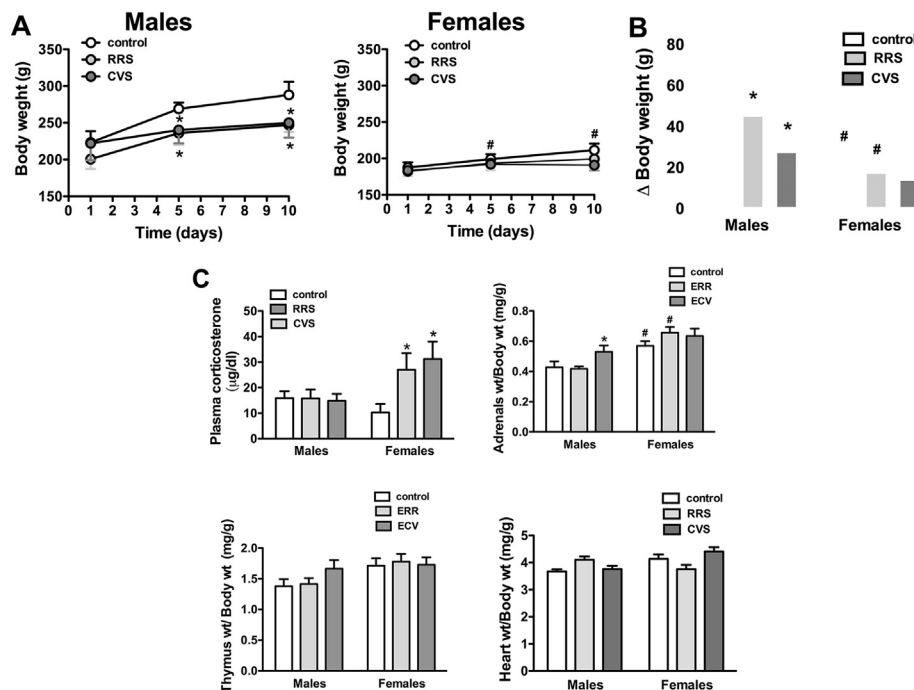 A
Males
Females
control
RRS
CVS
Body weght (g)
350
300
250
200
150
*
*
*
*
0 1 2 3 4 5 6 7 8 9 10
Time (days)
control
RRS
CVS
Body weight (g)
350
300
250
200
150
#
#
0 1 2 3 4 5 6 7 8 9 10
Time (days)
B
control
RRS
CVS
Δ Body weight (g)
80
60
40
20
0
*
*
#
#
Males
Females
C
control
RRS
CVS
Plasma corticosterone
(μg/dl)
50
40
30
20
10
0
*
*
Males
Females
control
ERR
ECV
Adrenals wt/Body wt (mg/g)
0.8
0.6
0.4
0.2
0.0
*
#
#
Males
Females
control
ERR
ECV
Thymus wt/ Body wt (mg/g)
2.0
1.5
1.0
0.5
0.0
Males
Females
control
RRS
CVS
Heart wt/Body wt (mg/g)
6
4
2
0
Males
Females